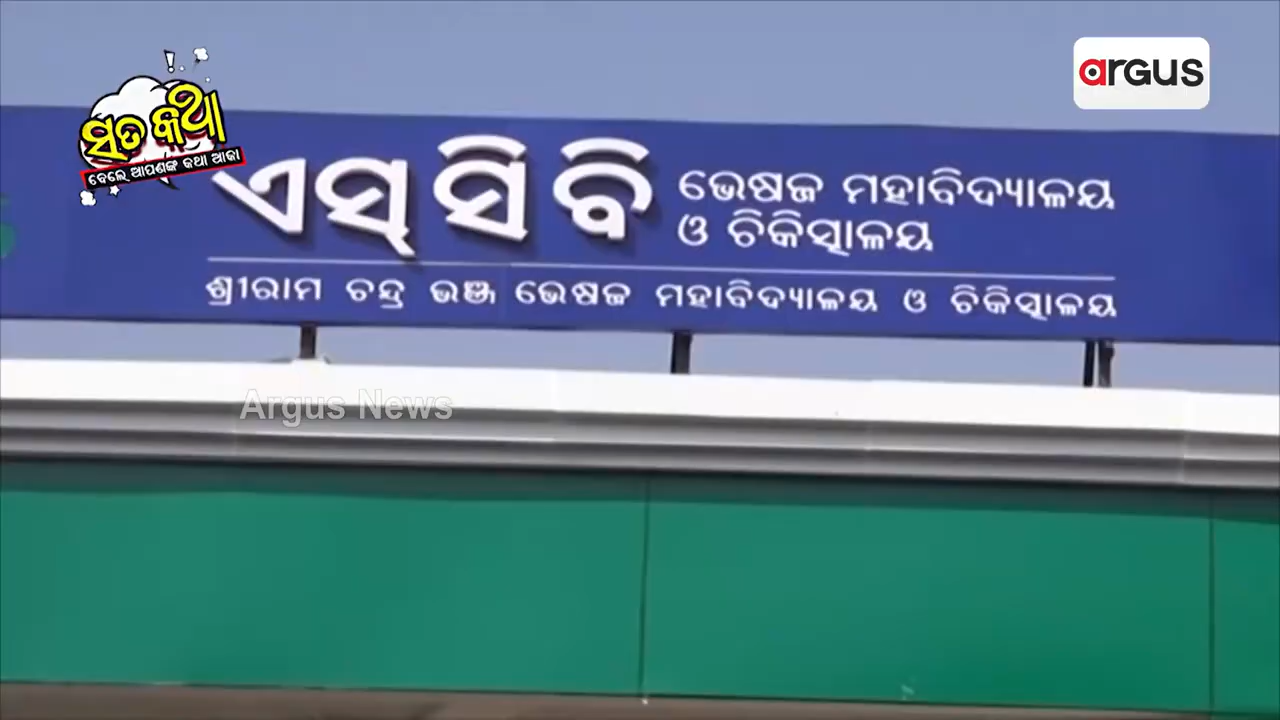 ସତ କଥା
ବେଲେ ଆପଣଙ୍କ କଥା ଆଜ୍ଞା
argus
ଏସ୍ ସି ବି
ଭେଷଜ ମହାବିଦ୍ୟାଳୟ
ଓ ଚିକିତ୍ସାଳୟ
ଶ୍ରୀରାମ ଚନ୍ଦ୍ର ଭଞ୍ଜ ଭେଷଜ ମହାବିଦ୍ୟାଳୟ ଓ ଚିକିତ୍ସାଳୟ
Argus News